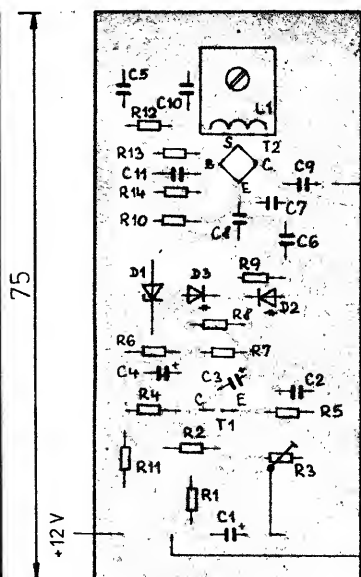 C5
C10
R12
L1
S
T2
R13
B
C
C11
C9
R14
E
C7
R10
C8
C6
R9
D1
D3
D2
R8
R6
R7
C4
+
C3
+
C2
C
E
R4
T1
R5
R2
R11
R3
R1
C1
+
75
+12 V